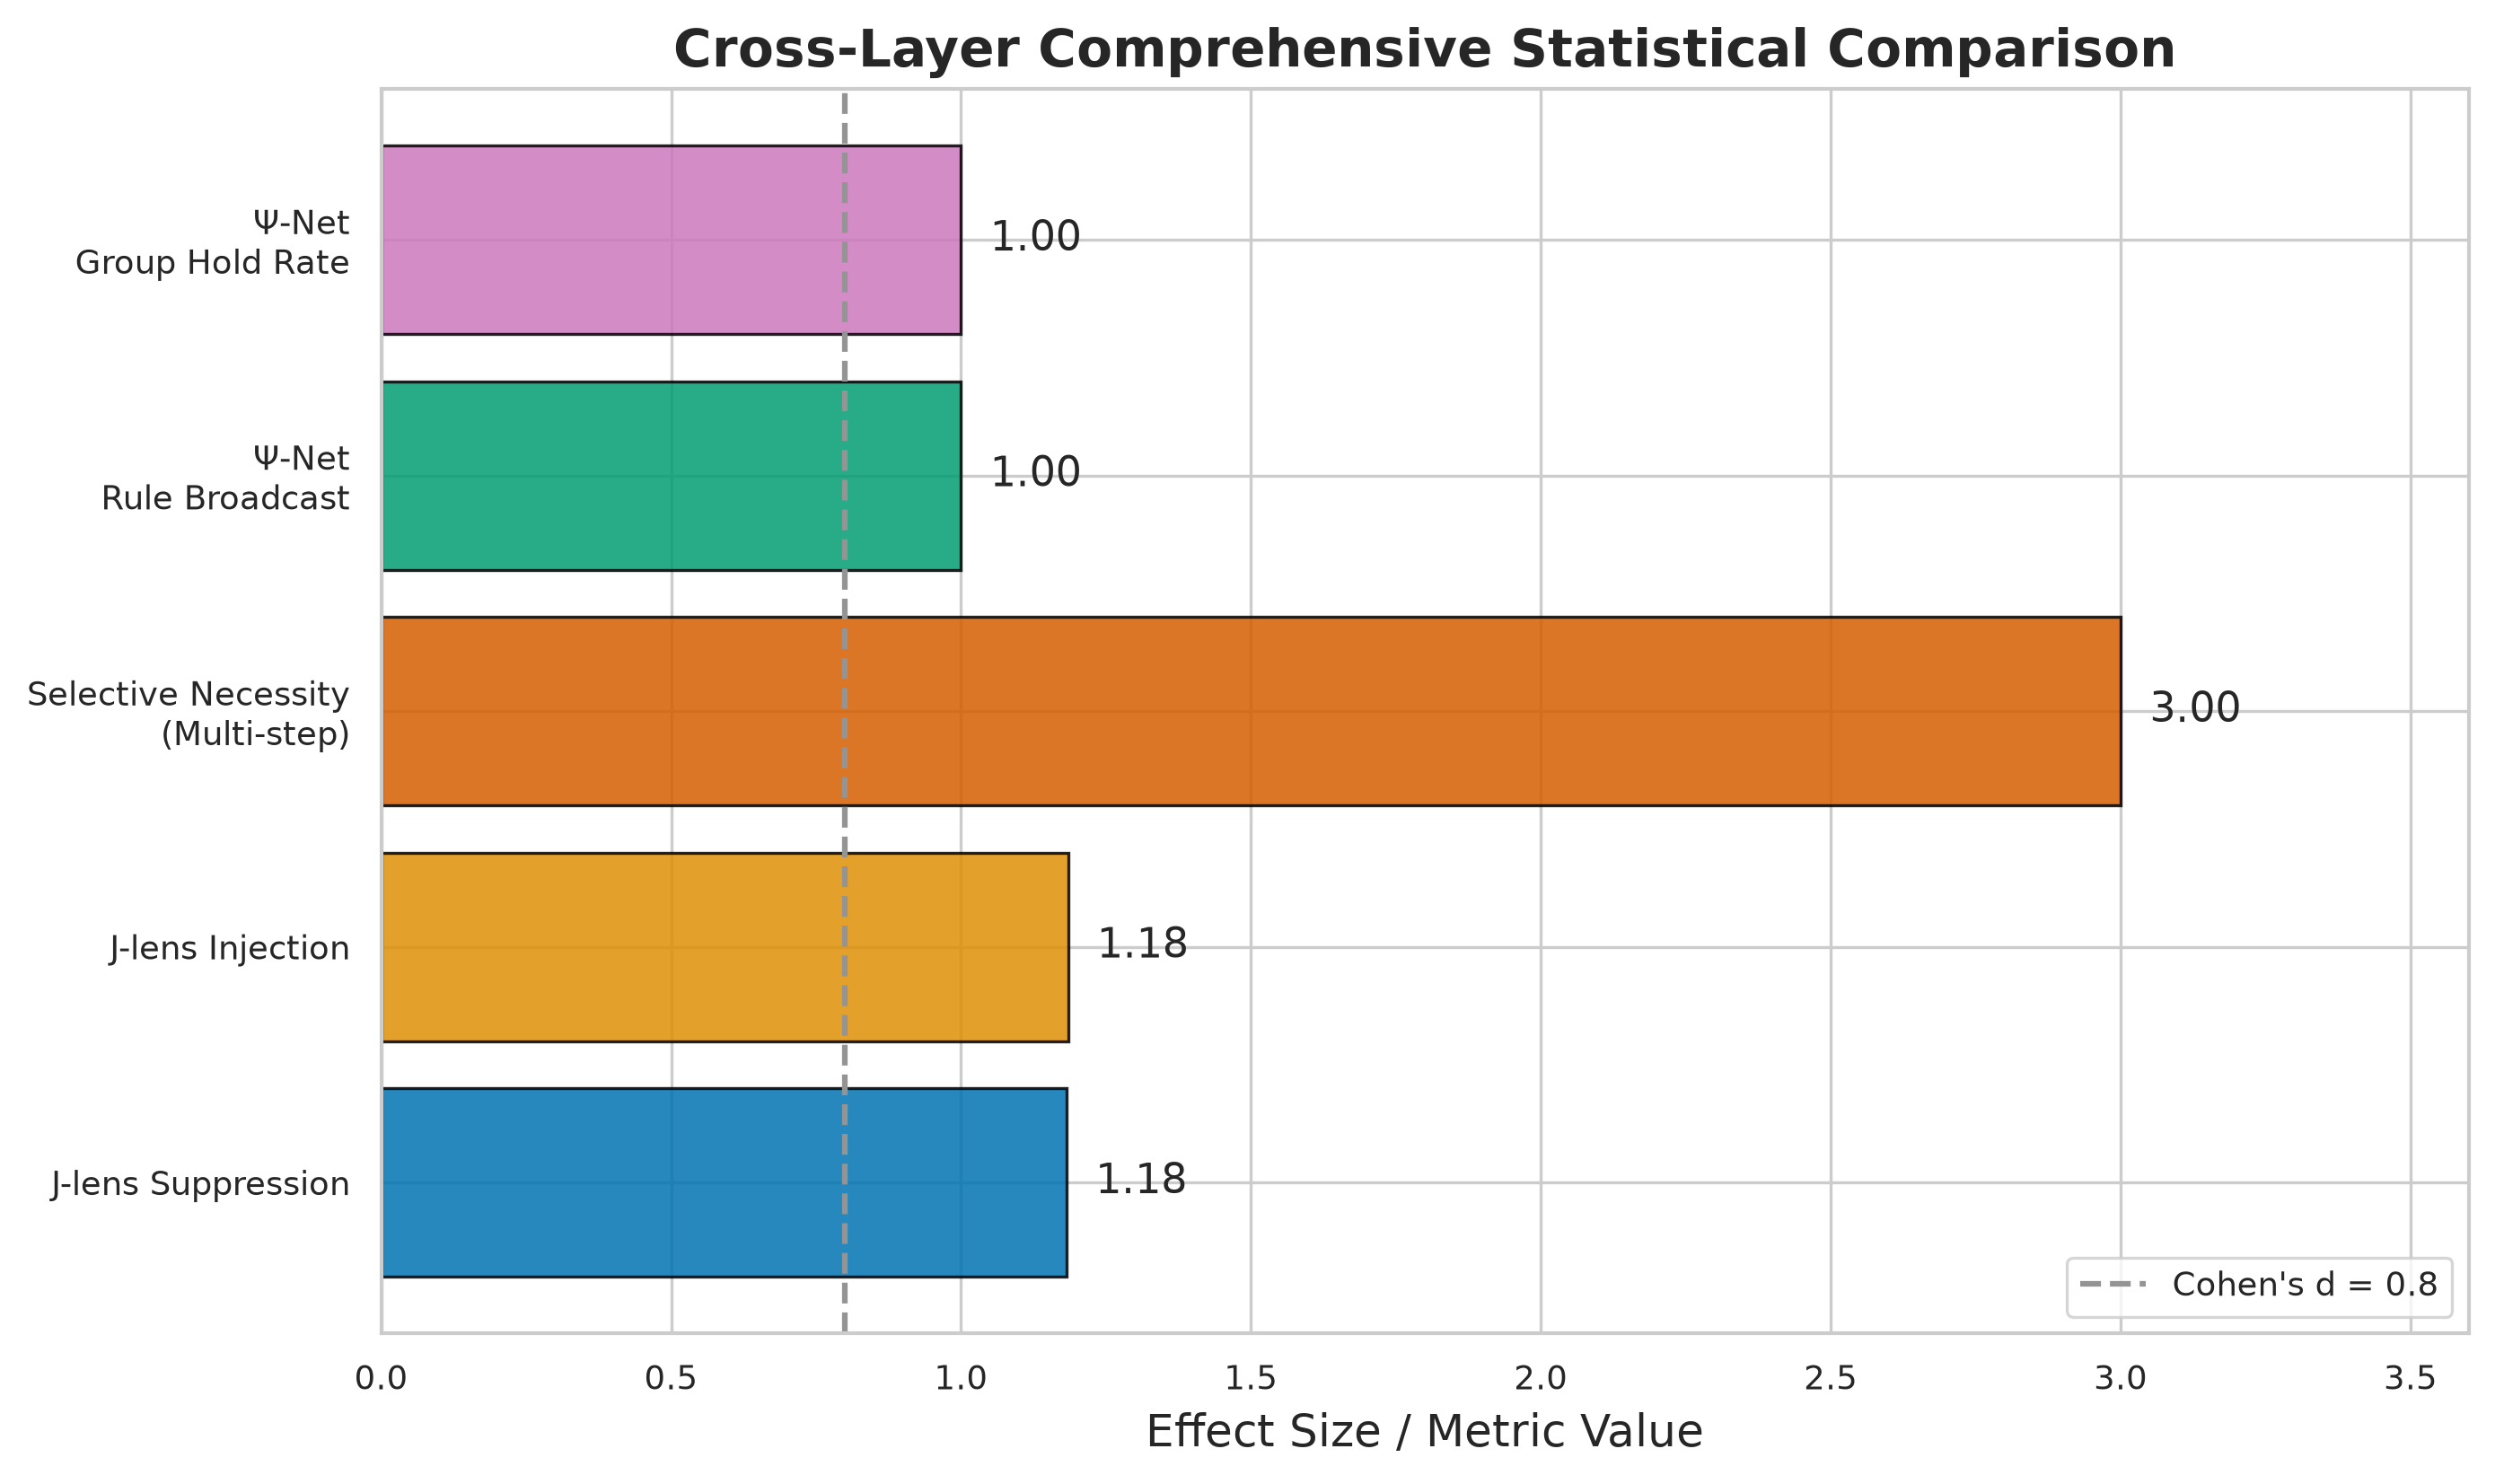 Cross-Layer Comprehensive Statistical Comparison
Ψ-Net
Group Hold Rate
1.00
Ψ-Net
Rule Broadcast
1.00
Selective Necessity
(Multi-step)
3.00
J-lens Injection
1.18
J-lens Suppression
1.18
Cohen's d = 0.8
0.0 0.5 1.0 1.5 2.0 2.5 3.0 3.5
Effect Size / Metric Value